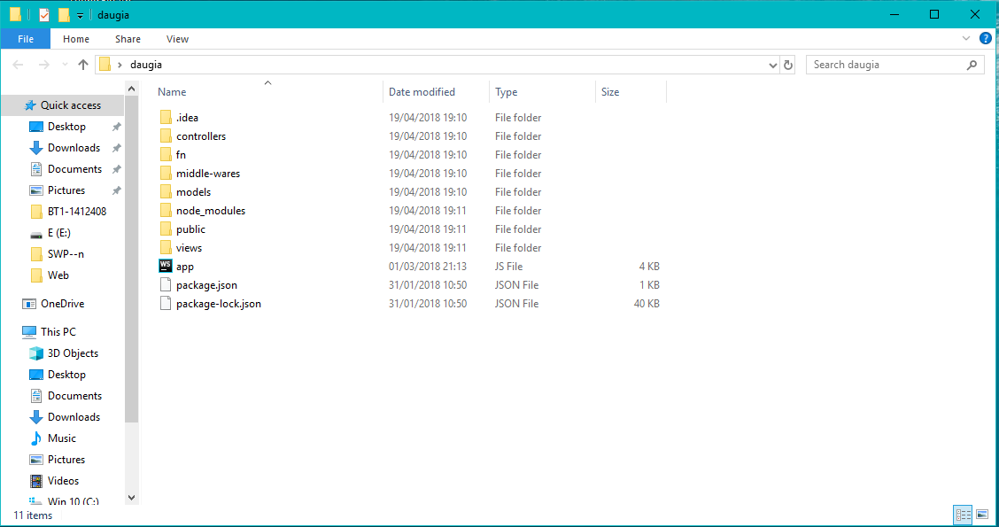 daugia
File Home Share View
daugia
Search daugia
Name Date modified Type Size
Quick access
Desktop
Downloads
Documents
Pictures
BT1-1412408
E (E:)
SWP--n
Web
OneDrive
This PC
3D Objects
Desktop
Documents
Downloads
Music
Pictures
Videos
Win 10 (C:)
.idea 19/04/2018 19:10 File folder
controllers 19/04/2018 19:10 File folder
fn 19/04/2018 19:10 File folder
middle-wares 19/04/2018 19:10 File folder
models 19/04/2018 19:10 File folder
node_modules 19/04/2018 19:11 File folder
public 19/04/2018 19:11 File folder
views 19/04/2018 19:11 File folder
WS app 01/03/2018 21:13 JS File 4 KB
package.json 31/01/2018 10:50 JSON File 1 KB
package-lock.json 31/01/2018 10:50 JSON File 40 KB
11 items